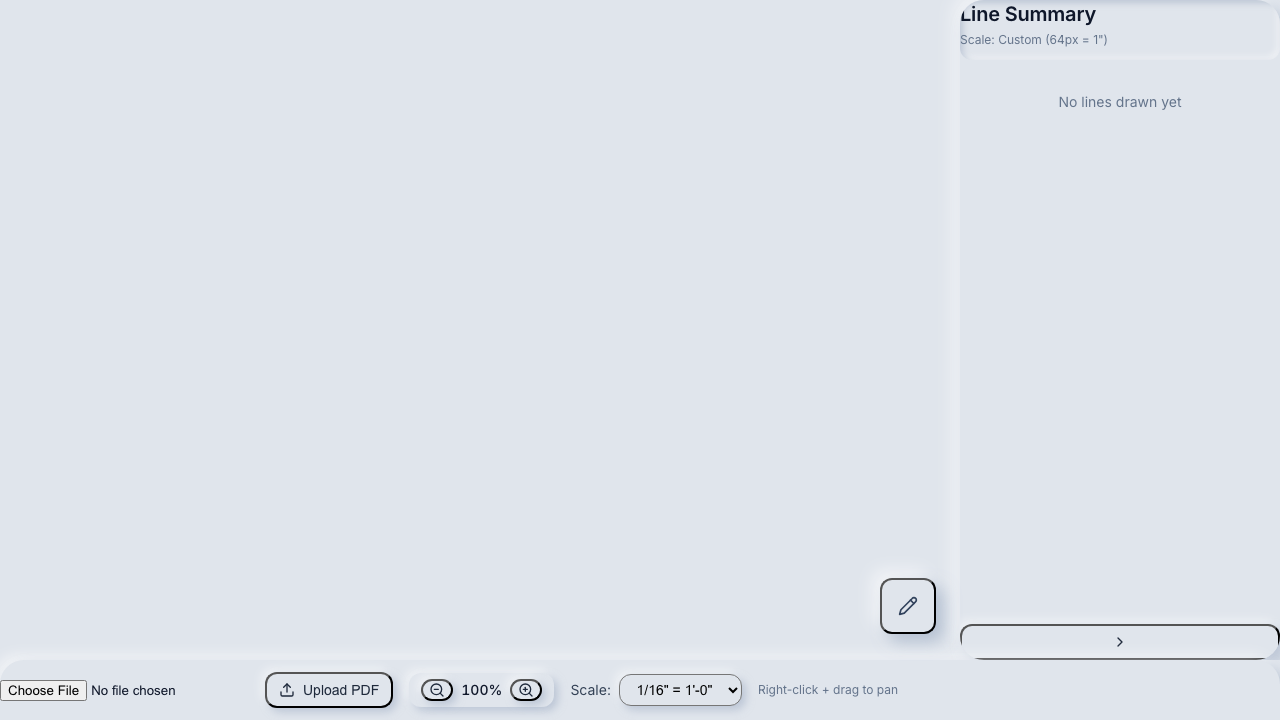 Line Summary
Scale: Custom (64px = 1")
No lines drawn yet
Choose File No file chosen
Upload PDF
100%
Scale:
1/16" = 1'-0"
Right-click + drag to pan